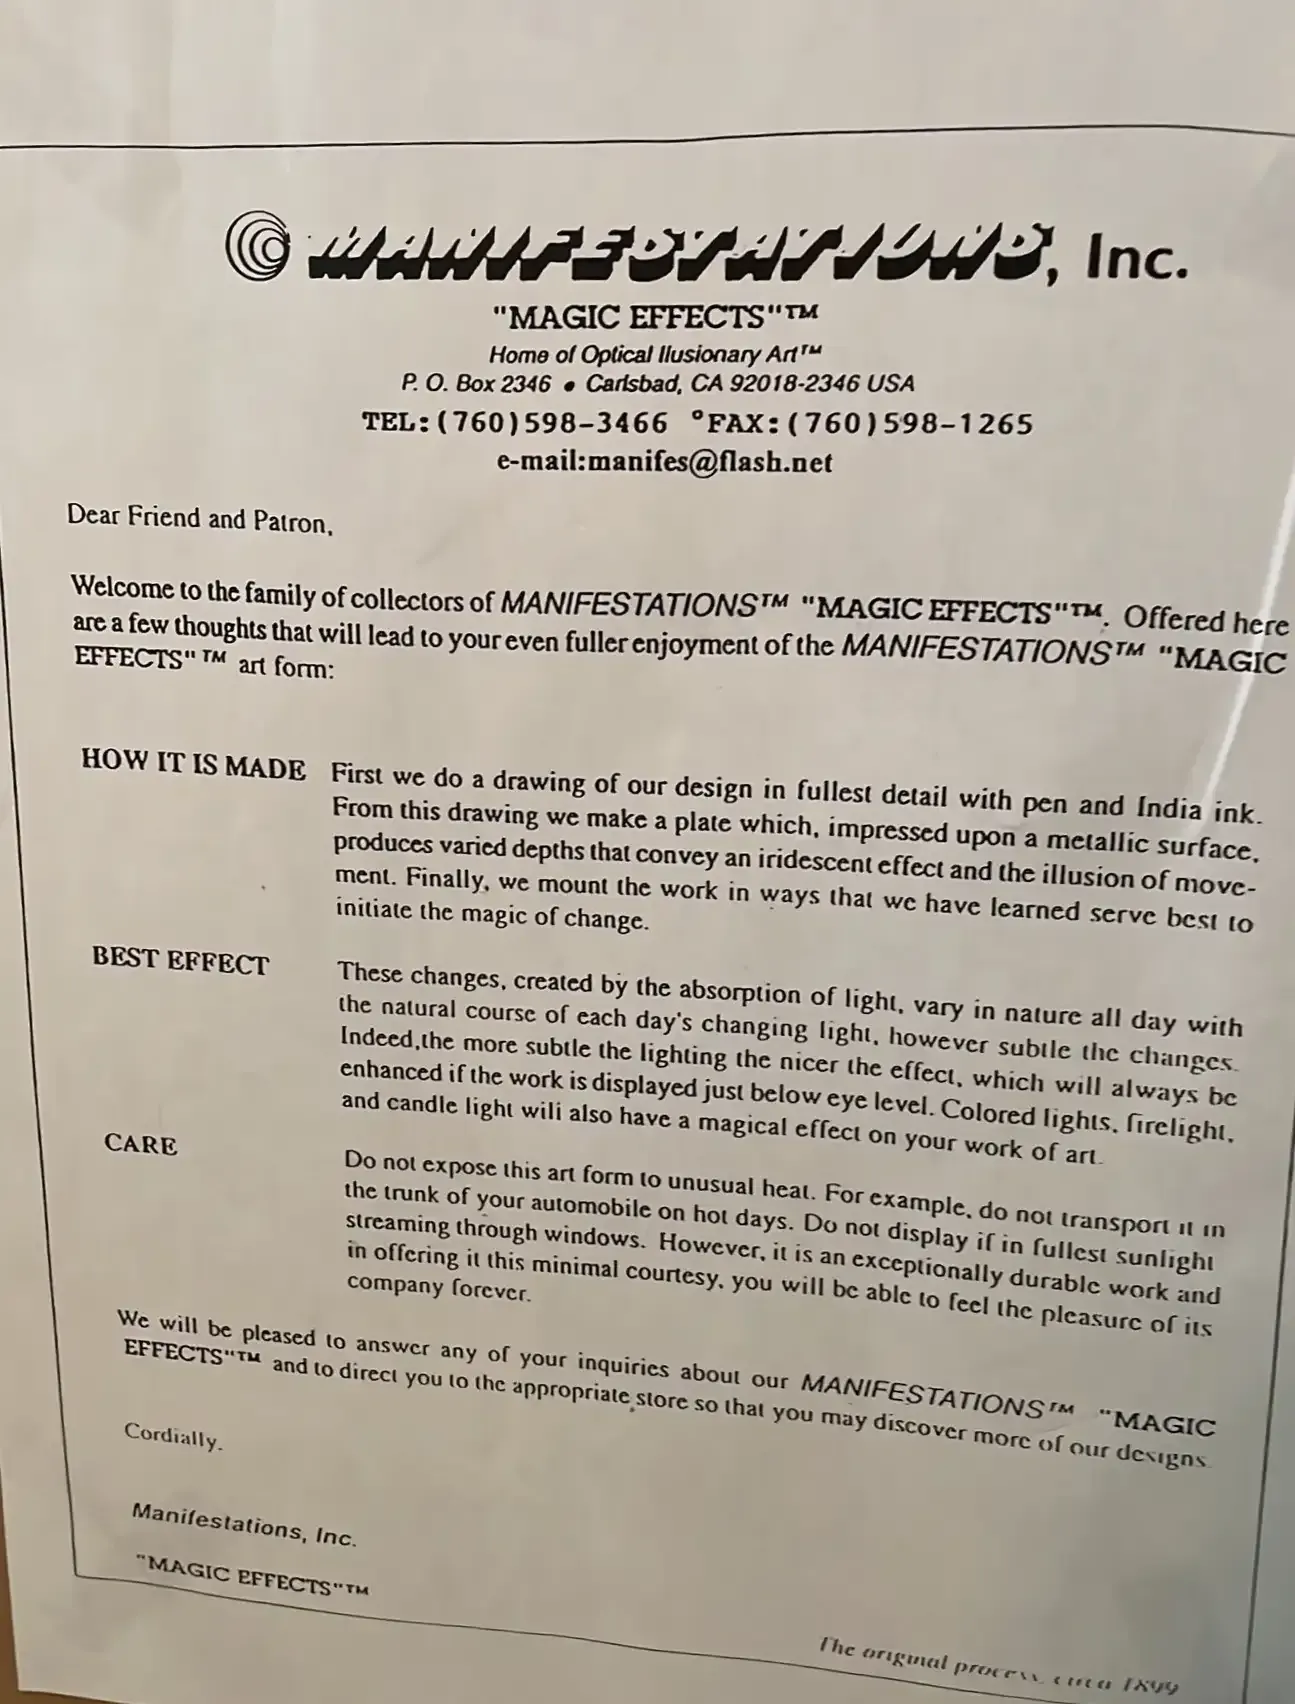 MANIFESTATIONS, Inc.
"MAGIC EFFECTS"™
Home of Optical Ilusionary Art™
P. O. Box 2346 • Carlsbad, CA 92018-2346 USA
TEL:(760)598-3466 °FAX:(760)598-1265
e-mail:manifes@flash.net
Dear Friend and Patron,
Welcome to the family of collectors of MANIFESTATIONS™ "MAGIC EFFECTS"™. Offered here
are a few thoughts that will lead to your even fuller enjoyment of the MANIFESTATIONS™ "MAGIC
EFFECTS"™ art form:
HOW IT IS MADE First we do a drawing of our design in fullest detail with pen and India ink.
From this drawing we make a plate which, impressed upon a metallic surface,
produces varied depths that convey an iridescent effect and the illusion of move-
ment. Finally, we mount the work in ways that we have learned serve best to
initiate the magic of change.
BEST EFFECT These changes, created by the absorption of light, vary in nature all day with
the natural course of each day's changing light, however subtle the changes.
Indeed,the more subtle the lighting the nicer the effect, which will always be
enhanced if the work is displayed just below eye level. Colored lights, firelight,
and candle light will also have a magical effect on your work of art.
CARE Do not expose this art form to unusual heat. For example, do not transport it in
the trunk of your automobile on hot days. Do not display if in fullest sunlight
streaming through windows. However, it is an exceptionally durable work and
in offering it this minimal courtesy, you will be able to feel the pleasure of its
company forever.
We will be pleased to answer any of your inquiries about our MANIFESTATIONS™ "MAGIC
EFFECTS"™ and to direct you to the appropriate store so that you may discover more of our designs.
Cordially,
Manifestations, Inc.
"MAGIC EFFECTS"™
The original process, circa 1899